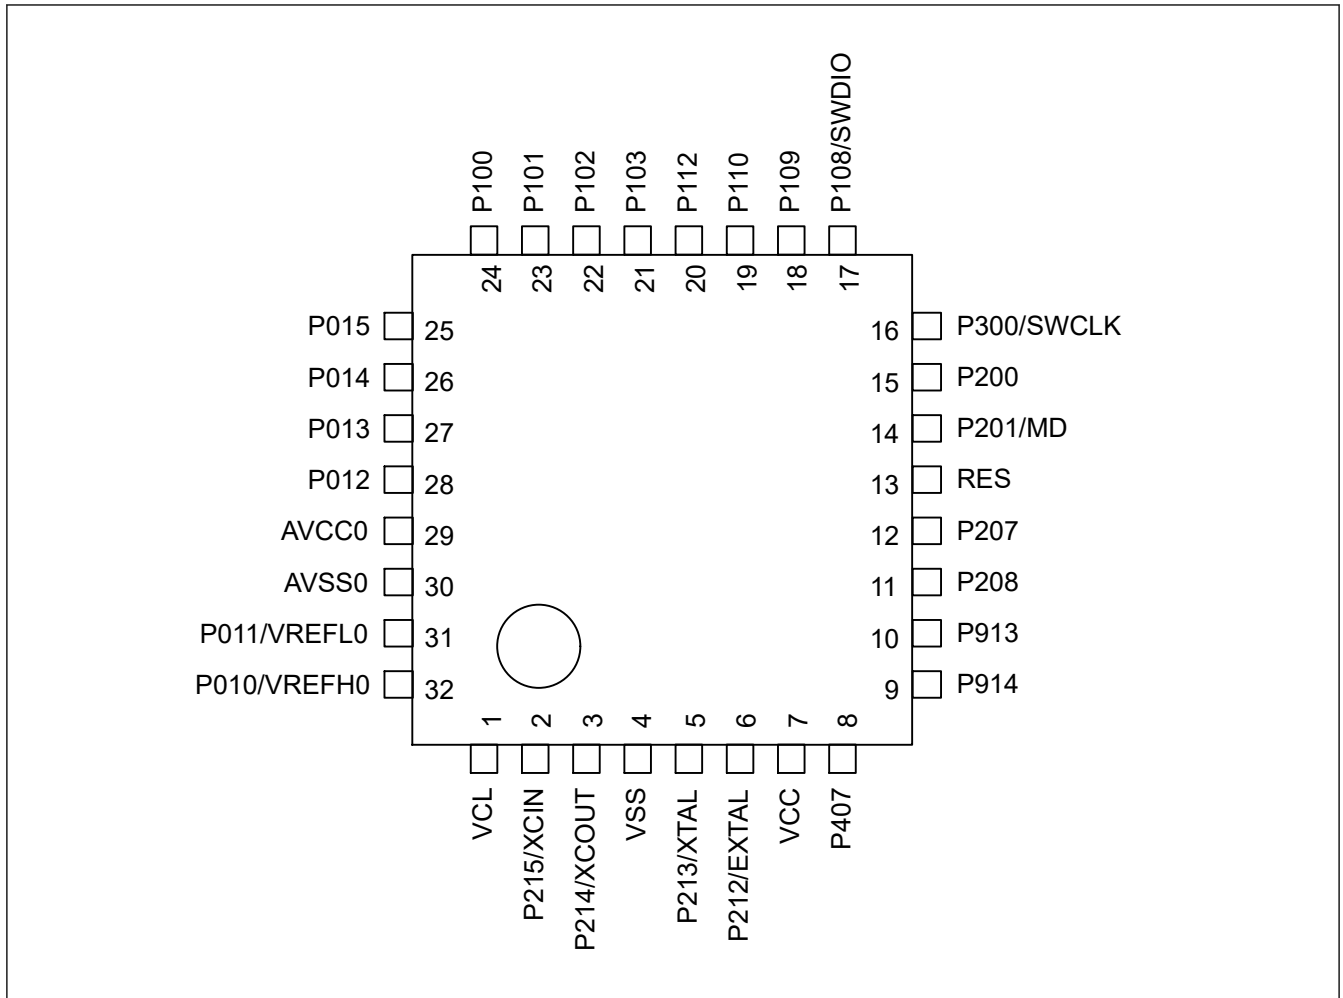 P100
P101
P102
P103
P112
P110
P109
P108/SWDIO
24
23
22
21
20
19
18
17
P015 25
P014 26
P013 27
P012 28
AVCC0 29
AVSS0 30
P011/VREFL0 31
P010/VREFH0 32
16 P300/SWCLK
15 P200
14 P201/MD
13 RES
12 P207
11 P208
10 P913
9 P914
1
2
3
4
5
6
7
8
VCL
P215/XCIN
P214/XCOUT
VSS
P213/XTAL
P212/EXTAL
VCC
P407